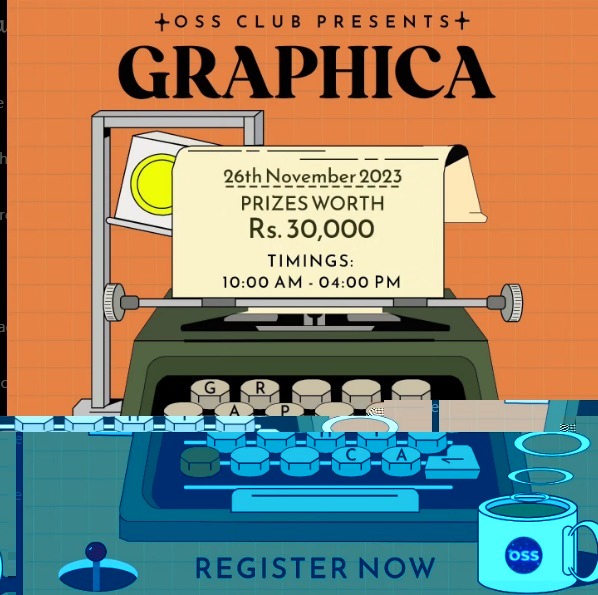 OSS CLUB PRESENTS
GRAPHICA
26th November 2023
PRIZES WORTH
Rs. 30,000
TIMINGS:
10:00 AM - 04:00 PM
G R
A P
C A
OSS
REGISTER NOW